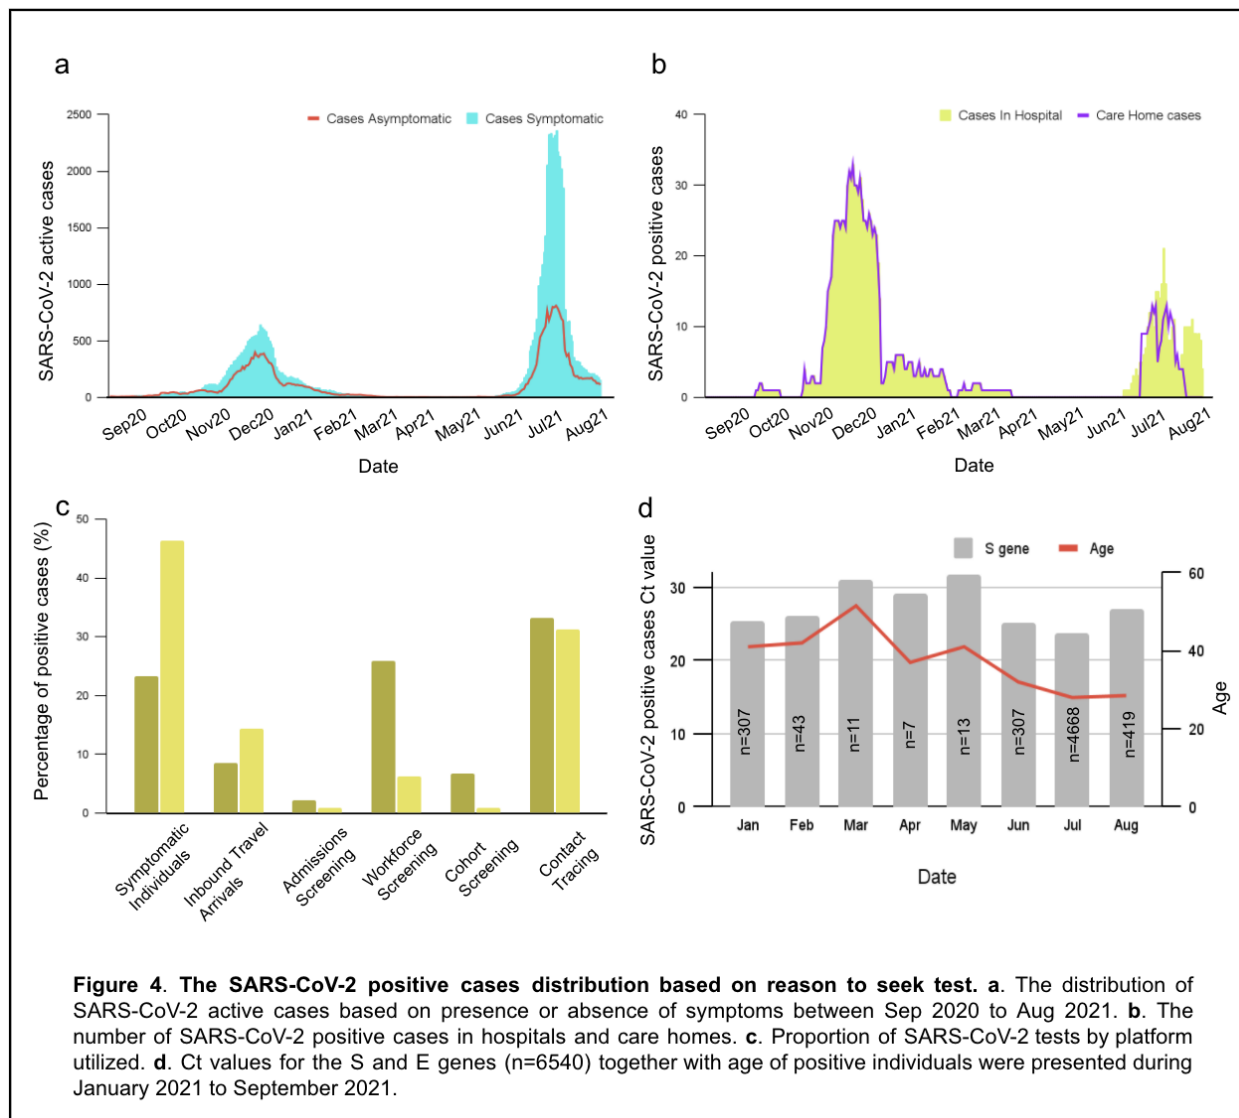 a
2500
2000
1500
1000
500
0
SARS-CoV-2 active cases
Cases Asymptomatic
Cases Symptomatic
Sep20
Oct20
Nov20
Dec20
Jan21
Feb21
Mar21
Apr21
May21
Jun21
Jul21
Aug21
Date
b
40
30
20
10
0
SARS-CoV-2 positive cases
Cases In Hospital
Care Home cases
Sep20
Oct20
Nov20
Dec20
Jan21
Feb21
Mar21
Apr21
May21
Jun21
Jul21
Aug21
Date
c
50
40
30
20
10
0
Percentage of positive cases (%)
Symptomatic
Individuals
Inbound Travel
Arrivals
Admissions
Screening
Workforce
Screening
Cohort
Screening
Contact
Tracing
d
S gene
Age
SARS-CoV-2 positive cases Ct value
30
20
10
0
60
40
20
0
Age
n=307
n=43
n=11
n=7
n=13
n=307
n=4668
n=419
Jan
Feb
Mar
Apr
May
Jun
Jul
Aug
Date
Figure 4. The SARS-CoV-2 positive cases distribution based on reason to seek test. a. The distribution of
SARS-CoV-2 active cases based on presence or absence of symptoms between Sep 2020 to Aug 2021. b. The
number of SARS-CoV-2 positive cases in hospitals and care homes. c. Proportion of SARS-CoV-2 tests by platform
utilized. d. Ct values for the S and E genes (n=6540) together with age of positive individuals were presented during
January 2021 to September 2021.